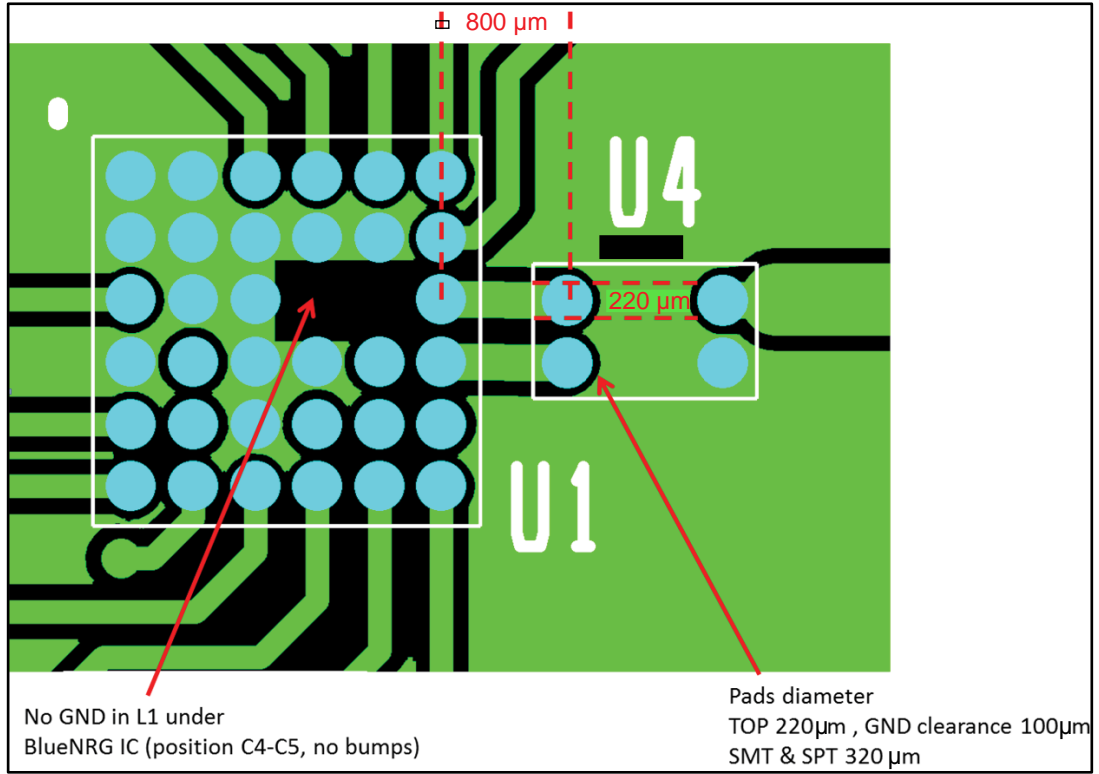 800 µm
U4
220 µm
U1
No GND in L1 under
BlueNRG IC (position C4-C5, no bumps)
Pads diameter
TOP 220µm , GND clearance 100µm
SMT & SPT 320 µm